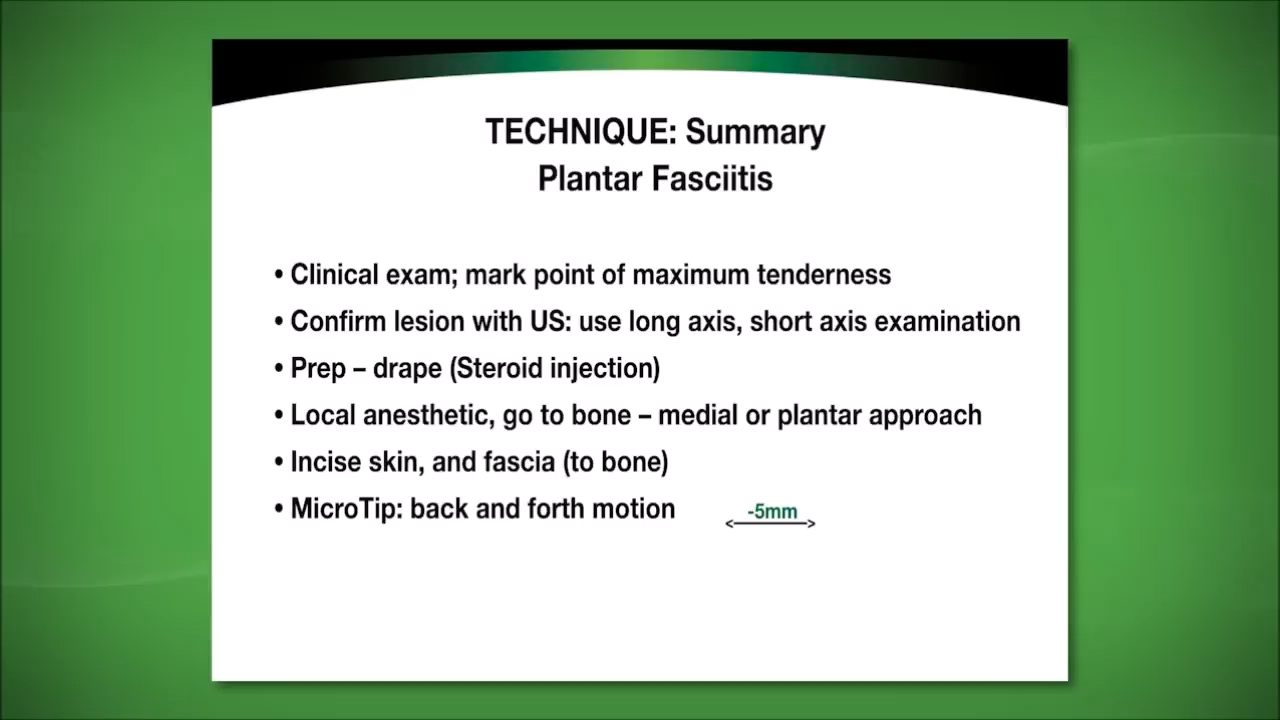 TECHNIQUE: Summary
Plantar Fasciitis
• Clinical exam; mark point of maximum tenderness
• Confirm lesion with US: use long axis, short axis examination
• Prep – drape (Steroid injection)
• Local anesthetic, go to bone – medial or plantar approach
• Incise skin, and fascia (to bone)
• MicroTip: back and forth motion
-5mm